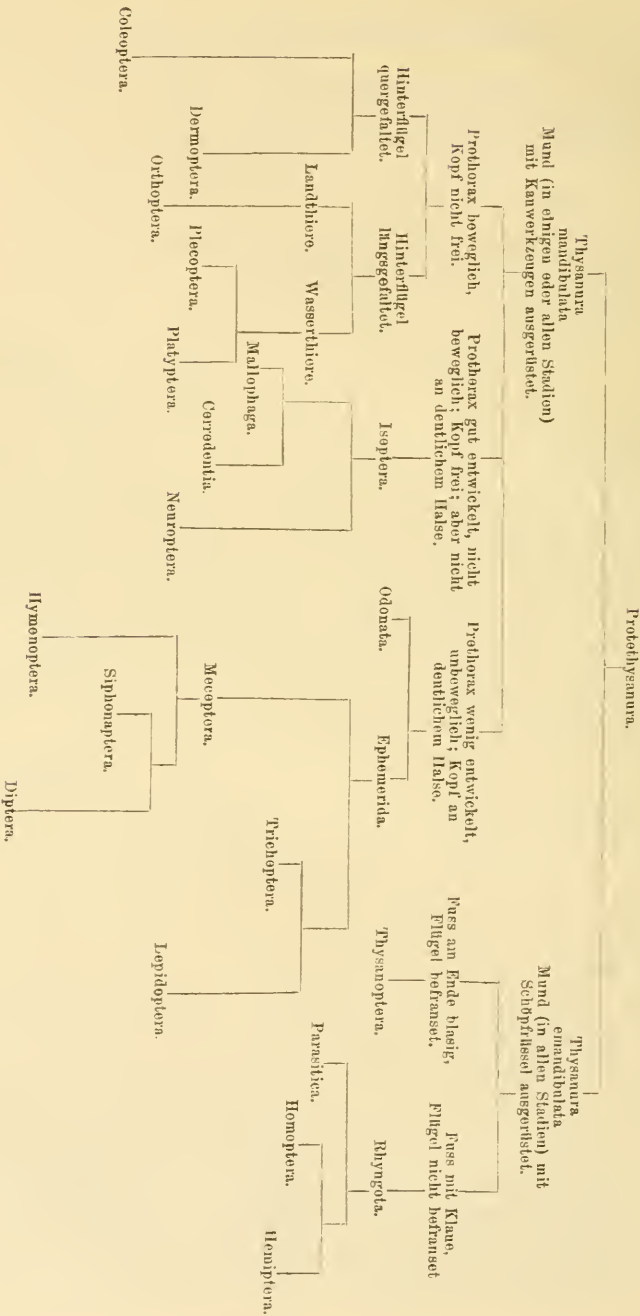 Protothysanura.
Thysanura
mandibulata
Mund (in einigen oder allen Stadien)
mit Kauwerkzeugen ausgerüstet.
Thysanura
emandibulata
Mund (in allen Stadien) mit
Schöpfrüssel ausgerüstet.
Prothorax beweglich,
Kopf nicht frei.
Prothorax gut entwickelt, nicht
beweglich; Kopf frei; aber nicht
an deutlichem Halse.
Prothorax wenig entwickelt,
unbeweglich; Kopf an
deutlichem Halse.
Fuss am Ende blasig,
Flügel befranset.
Fuss mit Klaue,
Flügel nicht befranset
Hinterflügel
quergefaltet.
Hinterflügel
längsgefaltet.
Isoptera.
Odonata.
Ephemerida.
Thysanoptera.
Rhyngota.
Landthiere.
Wasserthiere.
Parasitica.
Mallophaga.
Trichoptera.
Homoptera.
Hemiptera.
Corrodentia.
Mecoptera.
Dermoptera.
Plecoptera.
Platyptera.
Neuroptera.
Orthoptera.
Lepidoptera.
Siphonaptera.
Coleoptera.
Hymenoptera.
Diptera.